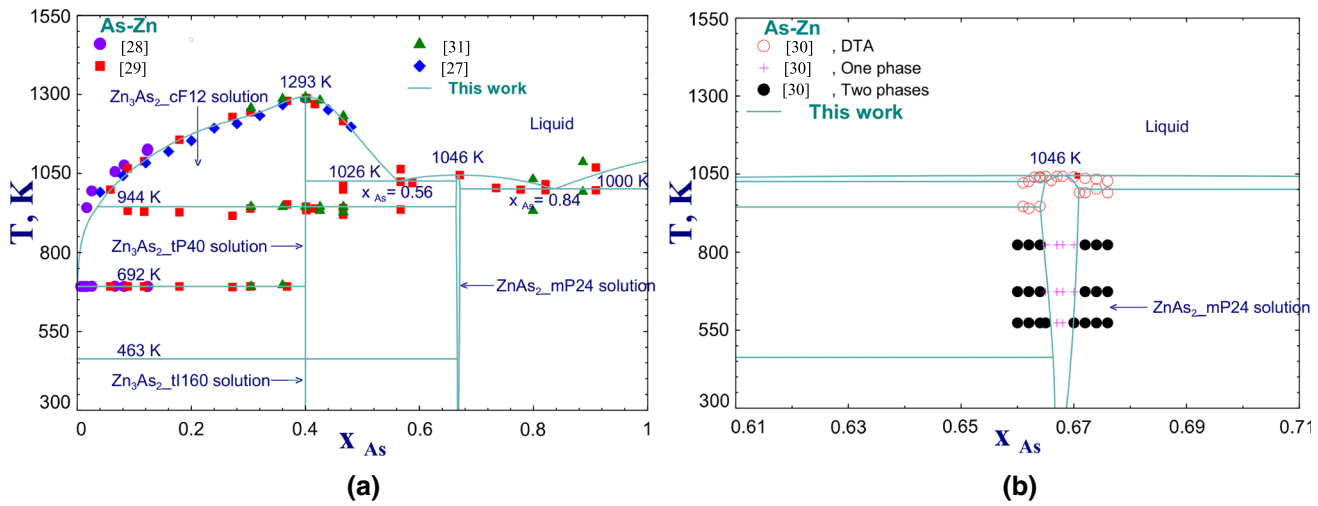 As-Zn
[28]
[29]
[31]
[27]
This work
1293 K
Zn₃As₂_cF12 solution
Liquid
1046 K
1026 K
1000 K
x As = 0.56
x As = 0.84
944 K
Zn₃As₂_tP40 solution
692 K
ZnAs₂_mP24 solution
463 K
Zn₃As₂_tI160 solution
1550
1300
1050
800
550
300
T, K
0
0.2
0.4
0.6
0.8
1
x As
(a)
As-Zn
[30] , DTA
[30] , One phase
[30] , Two phases
This work
Liquid
1046 K
ZnAs₂_mP24 solution
1550
1300
1050
800
550
300
T, K
0.61
0.63
0.65
0.67
0.69
0.71
x As
(b)